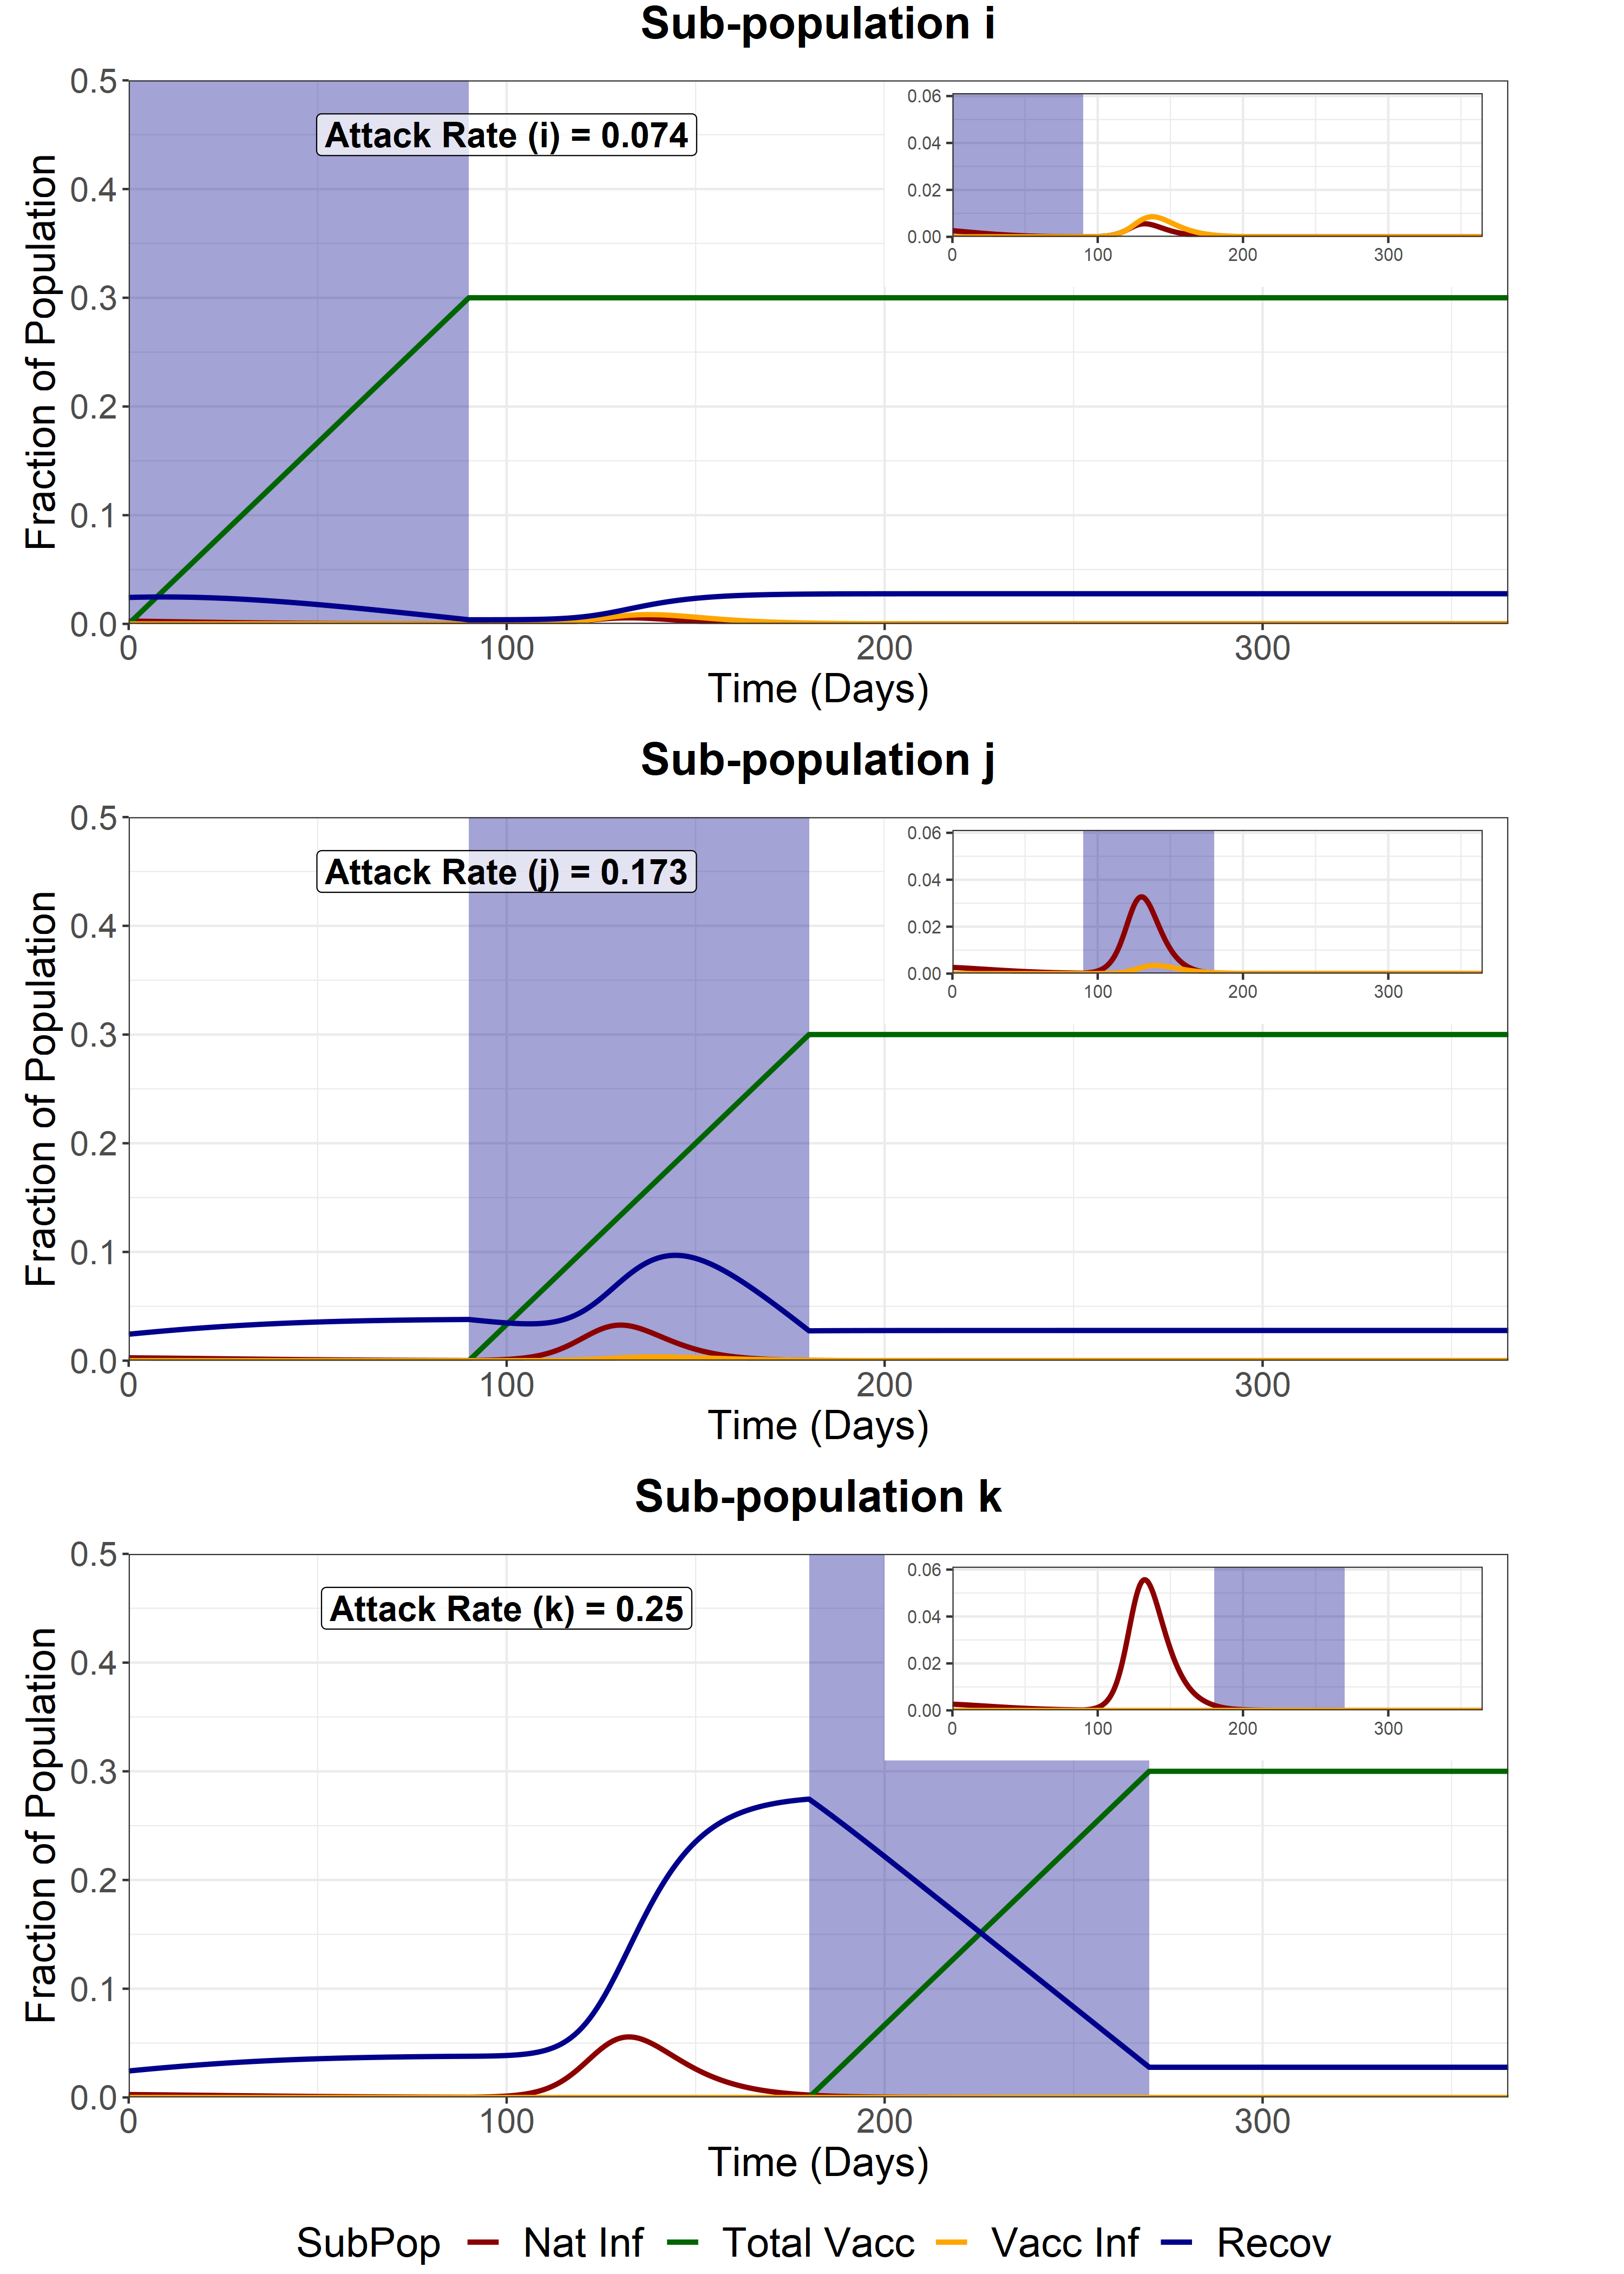 Sub-population i
Fraction of Population
0.5
0.4
0.3
0.2
0.1
0.0
Attack Rate (i) = 0.074
0.06
0.04
0.02
0.00
0 100 200 300
0 100 200 300
Time (Days)
Sub-population j
Fraction of Population
0.5
0.4
0.3
0.2
0.1
0.0
Attack Rate (j) = 0.173
0.06
0.04
0.02
0.00
0 100 200 300
0 100 200 300
Time (Days)
Sub-population k
Fraction of Population
0.5
0.4
0.3
0.2
0.1
0.0
Attack Rate (k) = 0.25
0.06
0.04
0.02
0.00
0 100 200 300
0 100 200 300
Time (Days)
SubPop Nat Inf Total Vacc Vacc Inf Recov